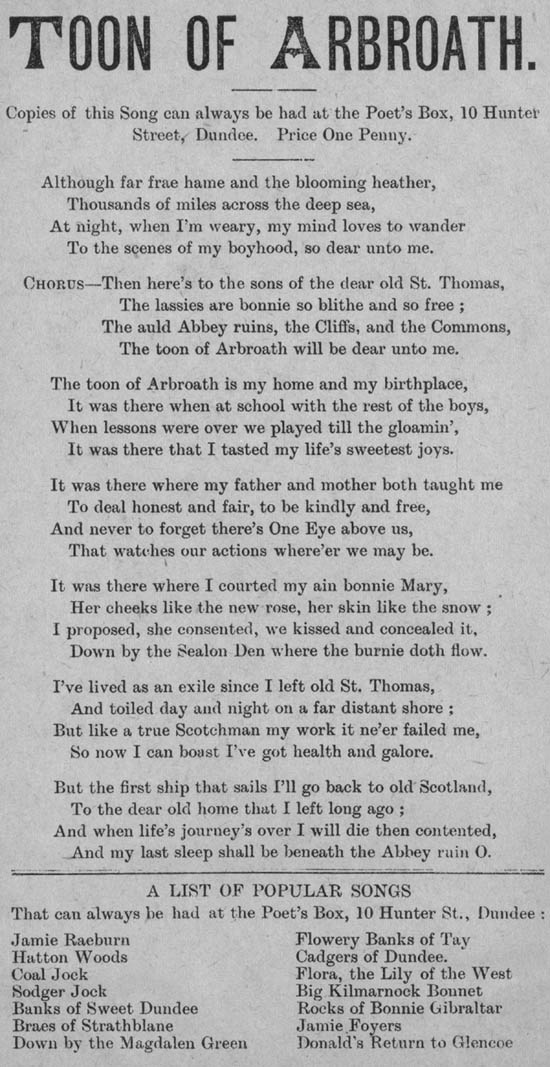 TOON OF ARBROATH.
Copies of this Song can always be had at the Poet's Box, 10 Hunter
Street, Dundee. Price One Penny.
Although far frae hame and the blooming heather,
Thousands of miles across the deep sea,
At night, when I'm weary, my mind loves to wander
To the scenes of my boyhood, so dear unto me.
CHORUS—Then here's to the sons of the dear old St. Thomas,
The lassies are bonnie so blithe and so free ;
The auld Abbey ruins, the Cliffs, and the Commons,
The toon of Arbroath will be dear unto me.
The toon of Arbroath is my home and my birthplace,
It was there when at school with the rest of the boys,
When lessons were over we played till the gloamin',
It was there that I tasted my life's sweetest joys.
It was there where my father and mother both taught me
To deal honest and fair, to be kindly and free,
And never to forget there's One Eye above us,
That watches our actions where'er we may be.
It was there where I courted my ain bonnie Mary,
Her cheeks like the new rose, her skin like the snow ;
I proposed, she consented, we kissed and concealed it,
Down by the Sealon Den where the burnie doth flow.
I've lived as an exile since I left old St. Thomas,
And toiled day and night on a far distant shore ;
But like a true Scotchman my work it ne'er failed me,
So now I can boast I've got health and galore.
But the first ship that sails I'll go back to old Scotland,
To the dear old home that I left long ago ;
And when life's journey's over I will die then contented,
And my last sleep shall be beneath the Abbey ruin O.
A LIST OF POPULAR SONGS
That can always be had at the Poet's Box, 10 Hunter St., Dundee :
Jamie Raeburn
Hatton Woods
Coal Jock
Sodger Jock
Banks of Sweet Dundee
Braes of Strathblane
Down by the Magdalen Green
Flowery Banks of Tay
Cadgers of Dundee.
Flora, the Lily of the West
Big Kilmarnock Bonnet
Rocks of Bonnie Gibraltar
Jamie Foyers
Donald's Return to Glencoe